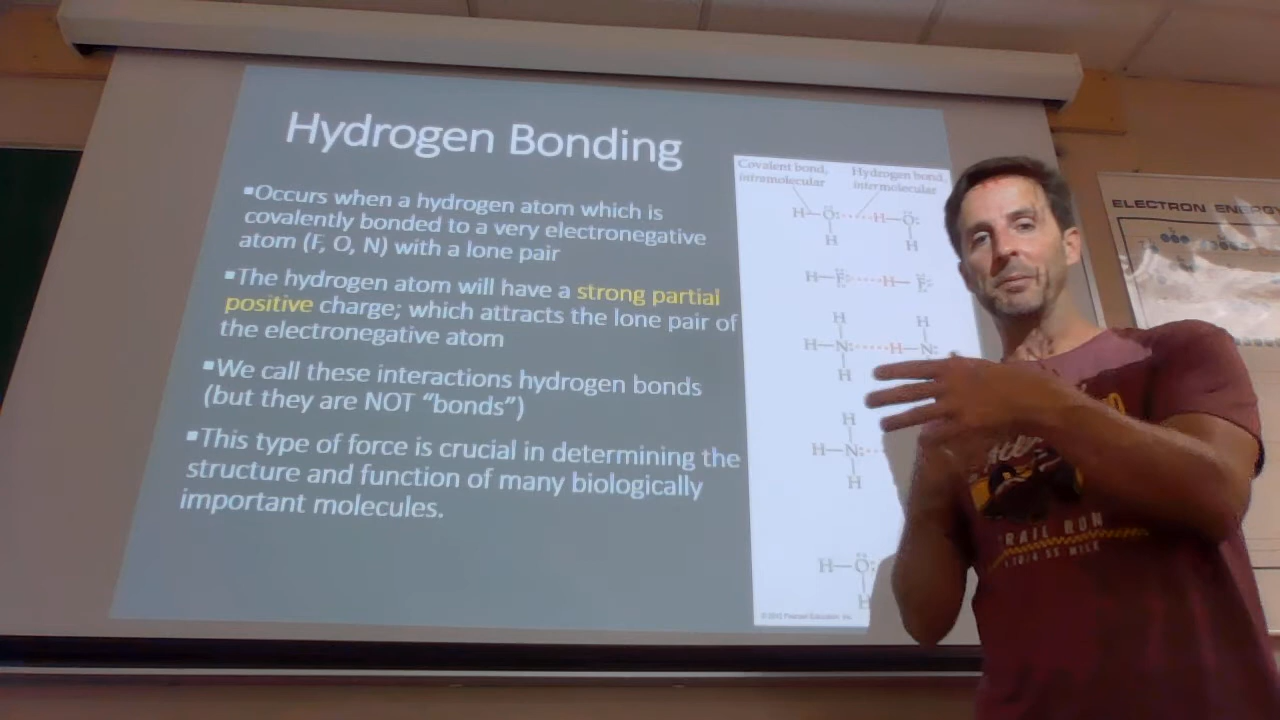 Hydrogen Bonding
▪Occurs when a hydrogen atom which is
covalently bonded to a very electronegative
atom (F, O, N) with a lone pair
▪The hydrogen atom will have a strong partial
positive charge; which attracts the lone pair of
the electronegative atom
▪We call these interactions hydrogen bonds
(but they are NOT “bonds”)
▪This type of force is crucial in determining the
structure and function of many biologically
important molecules.
Covalent bond,
intramolecular
Hydrogen bond,
intermolecular
H—O:·····H—O:
H H
H—F:·····H—F:
H H
H—N:·····H—N:
H
H
H—N:
H
H—O:
H
ELECTRON ENERGY
RAIL RUN